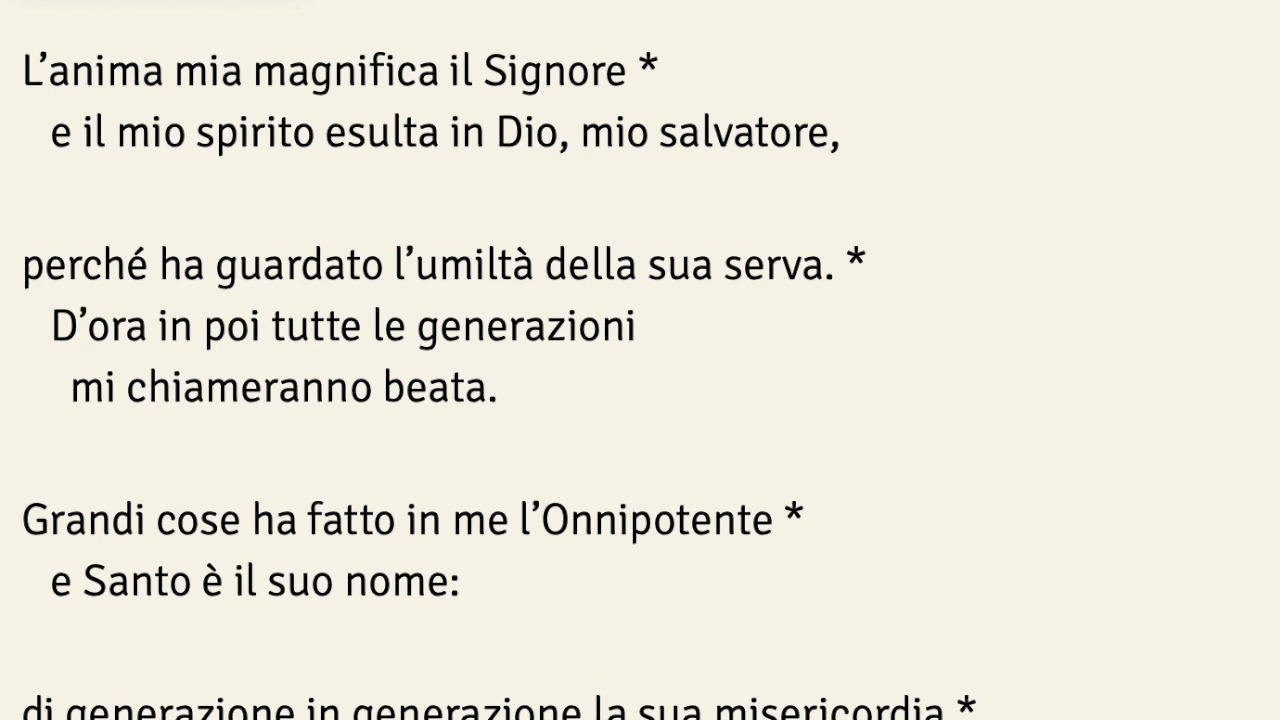 L’anima mia magnifica il Signore *
e il mio spirito esulta in Dio, mio salvatore,
perché ha guardato l’umiltà della sua serva. *
D’ora in poi tutte le generazioni
mi chiameranno beata.
Grandi cose ha fatto in me l’Onnipotente *
e Santo è il suo nome:
di generazione in generazione la sua misericordia *